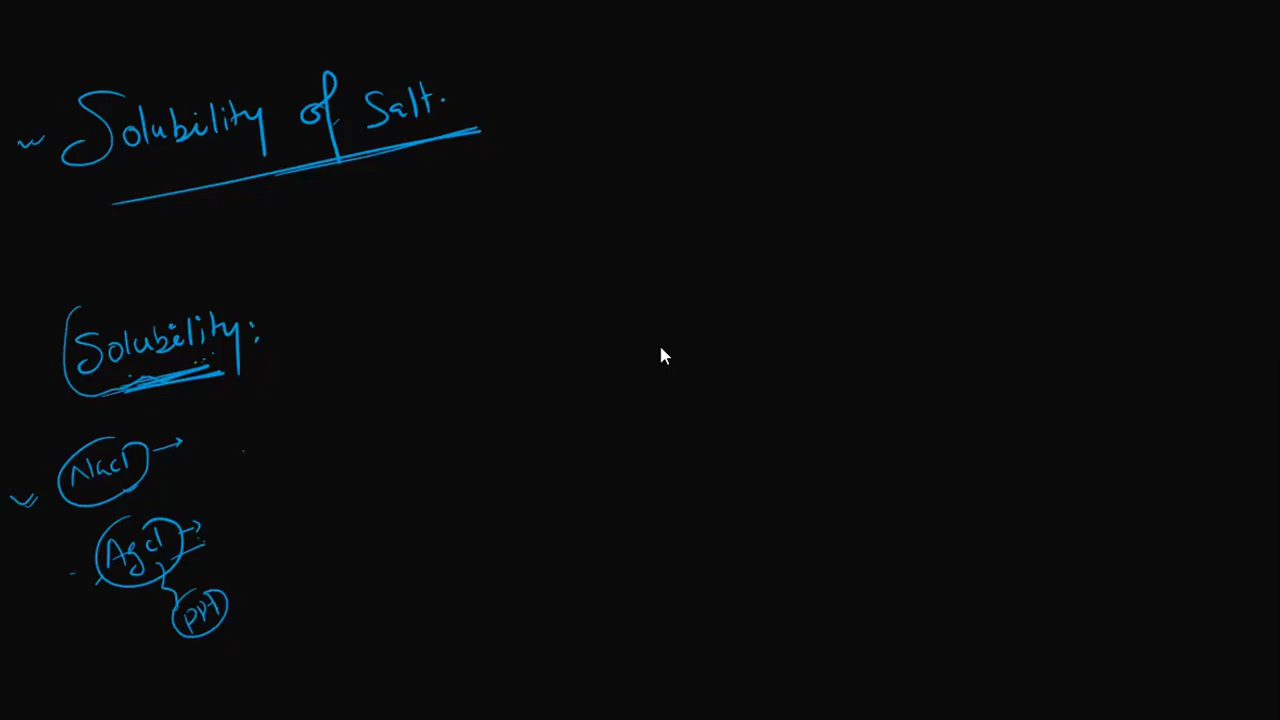 Solubility of Salt.
Solubility:
Nacl →
Agcl →
ppt